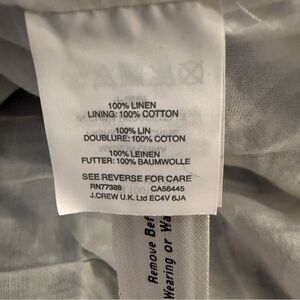 100% LINEN
LINING: 100% COTTON
100% LIN
DOUBLURE: 100% COTON
100% LEINEN
FUTTER: 100% BAUMWOLLE
SEE REVERSE FOR CARE
RN77388 CA56445
J.CREW U.K. Ltd EC4V 6JA
Remove Bef
Wearing or Wa